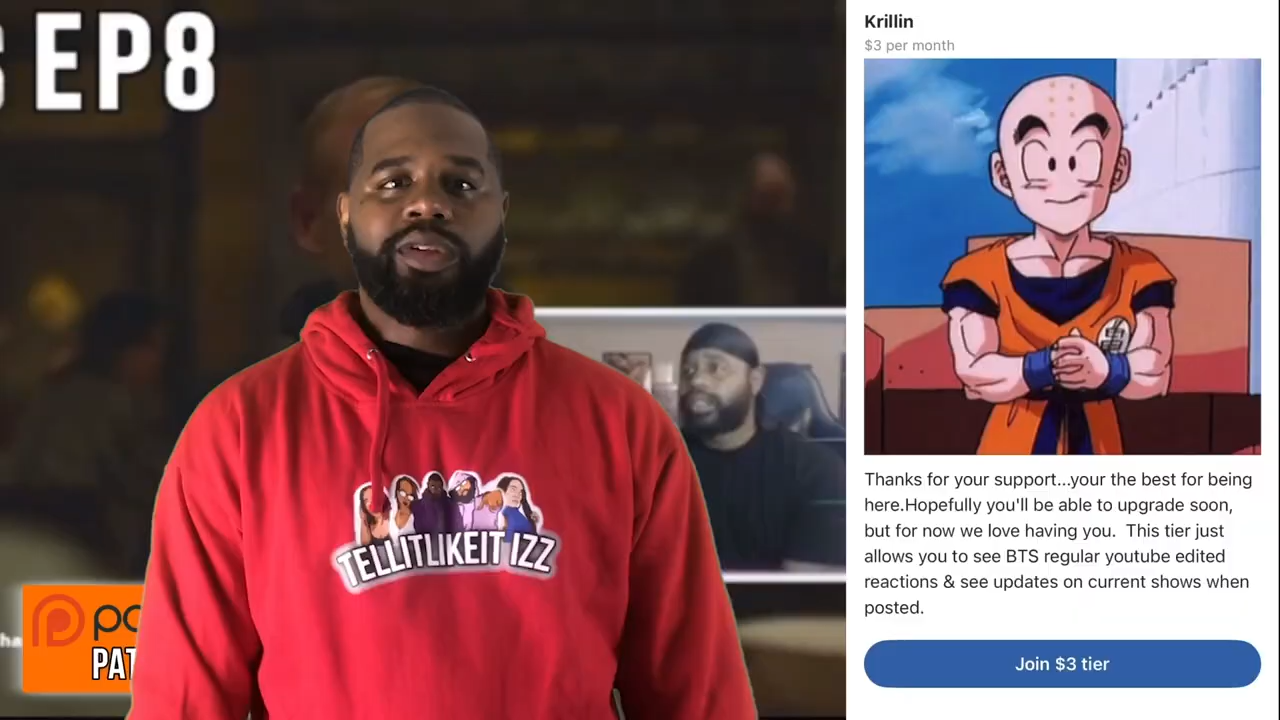 EP8
Krillin
$3 per month
Thanks for your support...your the best for being
here.Hopefully you'll be able to upgrade soon,
but for now we love having you.  This tier just
allows you to see BTS regular youtube edited
reactions & see updates on current shows when
posted.
Join $3 tier
TELLITLIKEIT IZZ